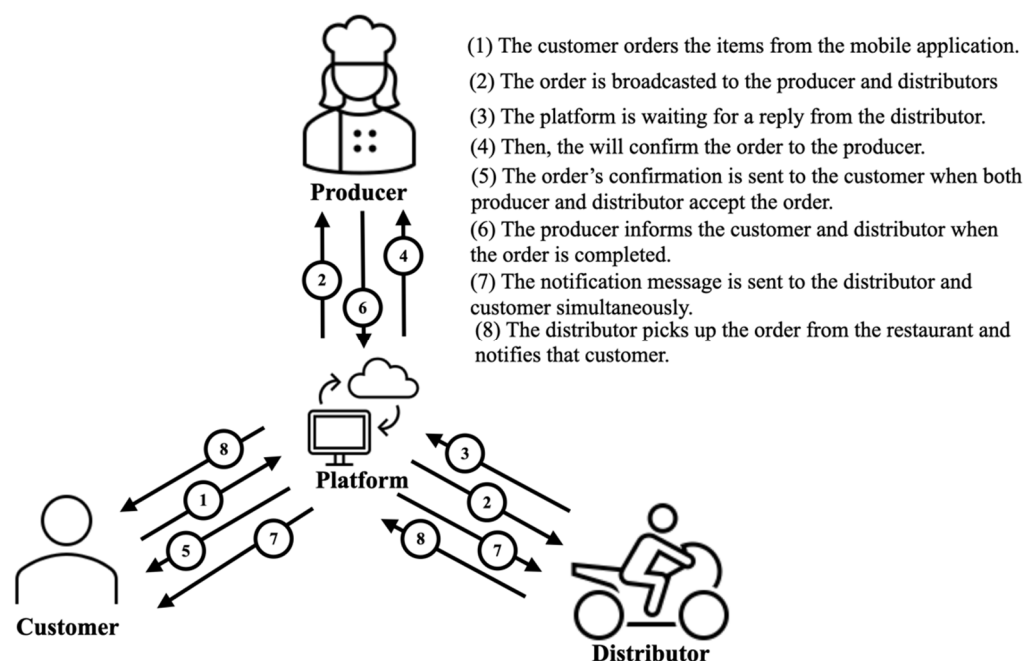 (1) The customer orders the items from the mobile application.
(2) The order is broadcasted to the producer and distributors
(3) The platform is waiting for a reply from the distributor.
(4) Then, the will confirm the order to the producer.
(5) The order’s confirmation is sent to the customer when both
producer and distributor accept the order.
(6) The producer informs the customer and distributor when
the order is completed.
(7) The notification message is sent to the distributor and
customer simultaneously.
(8) The distributor picks up the order from the restaurant and
notifies that customer.
Producer
2
6
4
Platform
8
1
5
7
3
2
7
8
Customer
Distributor